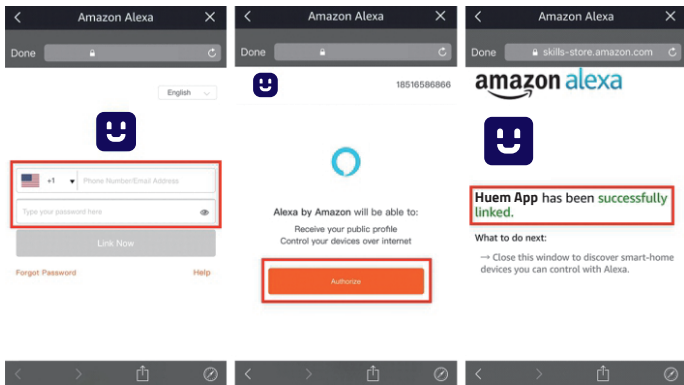 Amazon Alexa
Done
English
+1
Phone Number/Email Address
Type your password here
Link Now
Forgot Password
Help
Amazon Alexa
Done
18516586866
Alexa by Amazon will be able to:
Receive your public profile
Control your devices over internet
Authorize
Amazon Alexa
Done
skills-store.amazon.com
amazon alexa
Huem App has been successfully
linked.
What to do next:
→ Close this window to discover smart-home
devices you can control with Alexa.